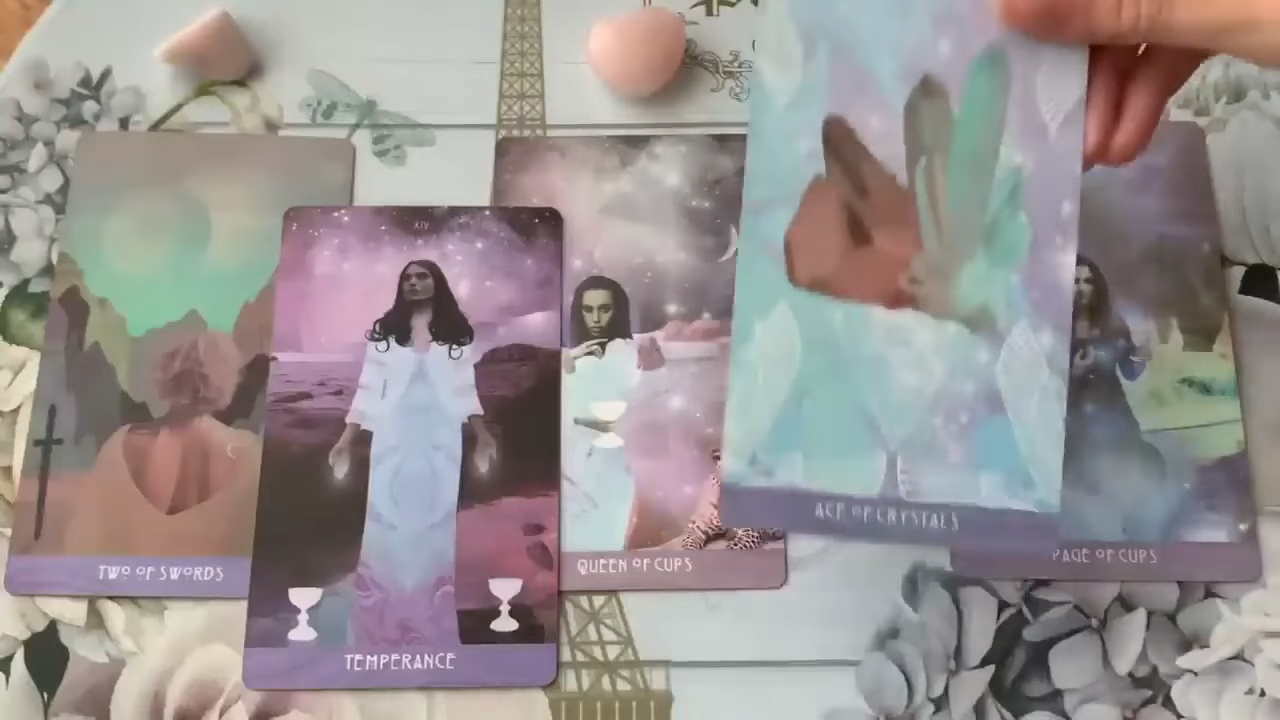 TWO OF SWORDS
XIV
TEMPERANCE
QUEEN OF CUPS
ACE OF CRYSTALS
PAGE OF CUPS